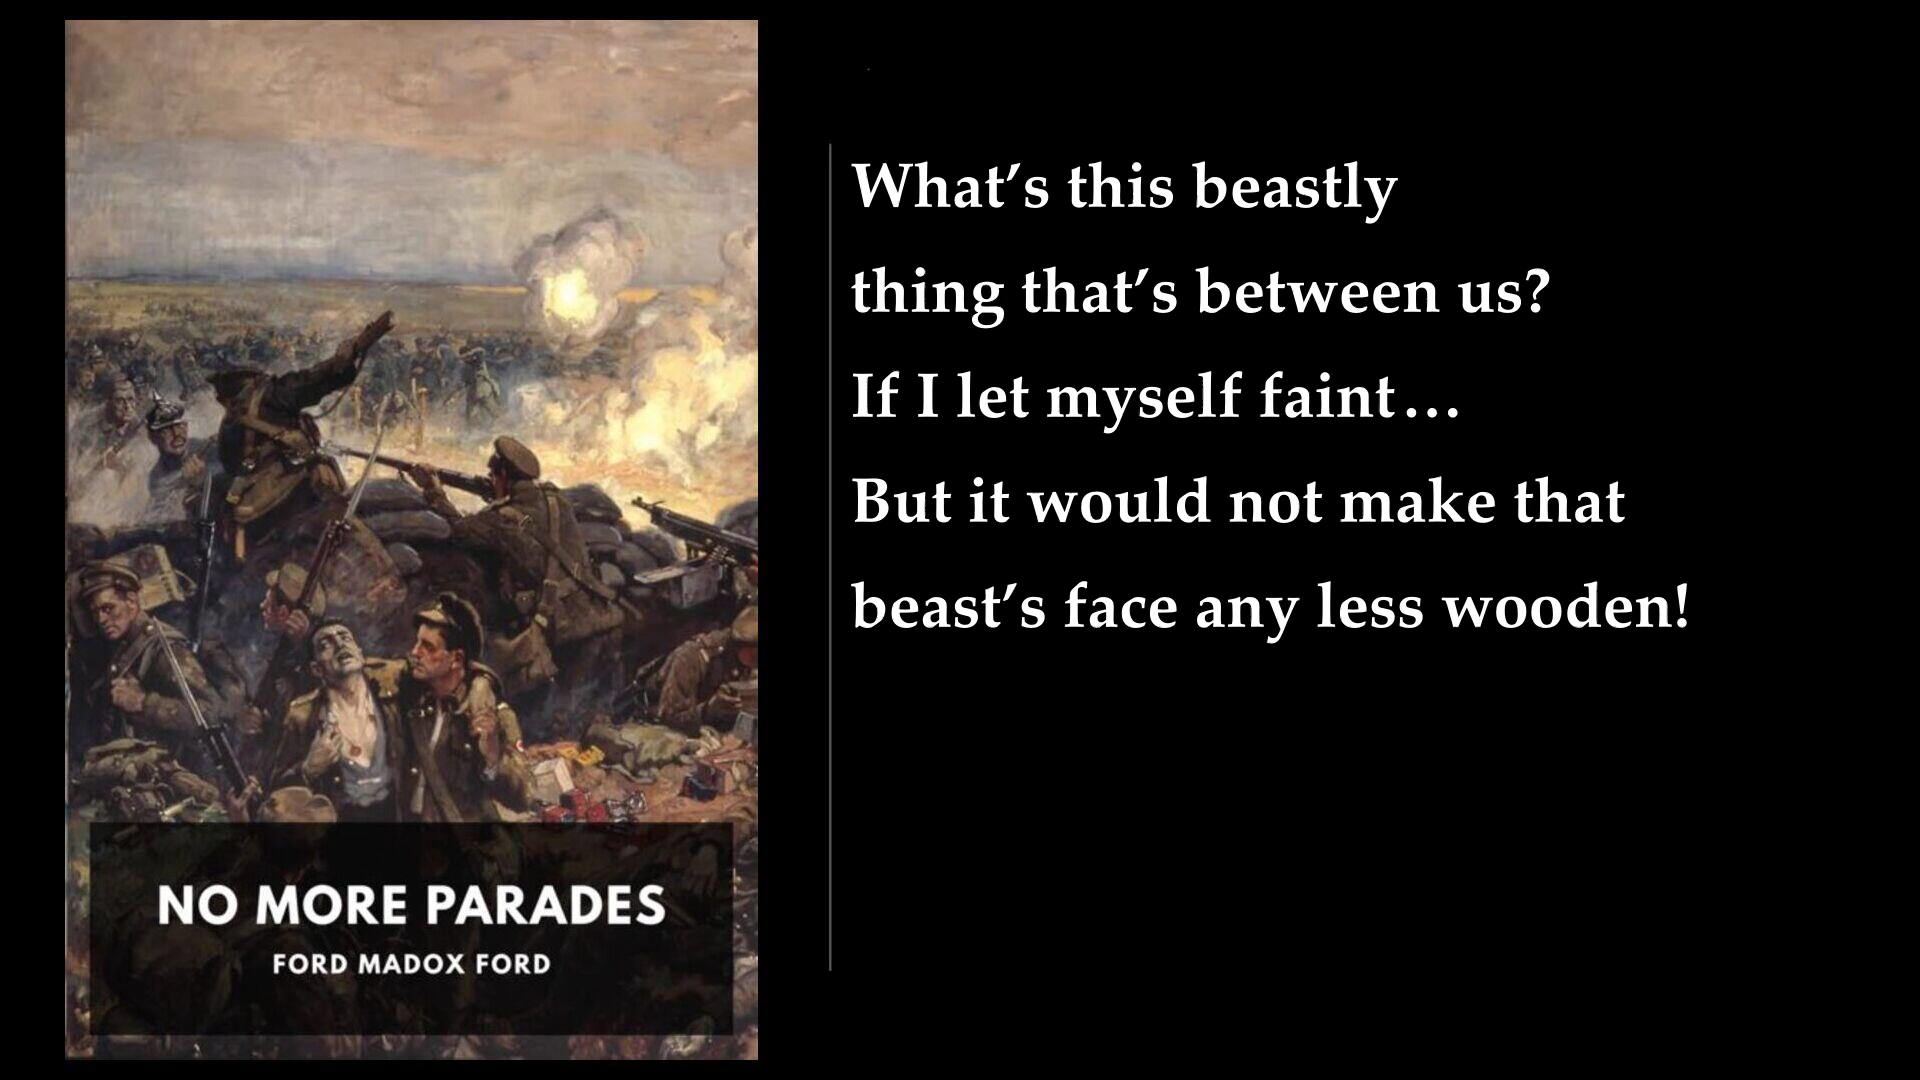 What’s this beastly
thing that’s between us?
If I let myself faint…
But it would not make that
beast’s face any less wooden!
NO MORE PARADES
FORD MADOX FORD